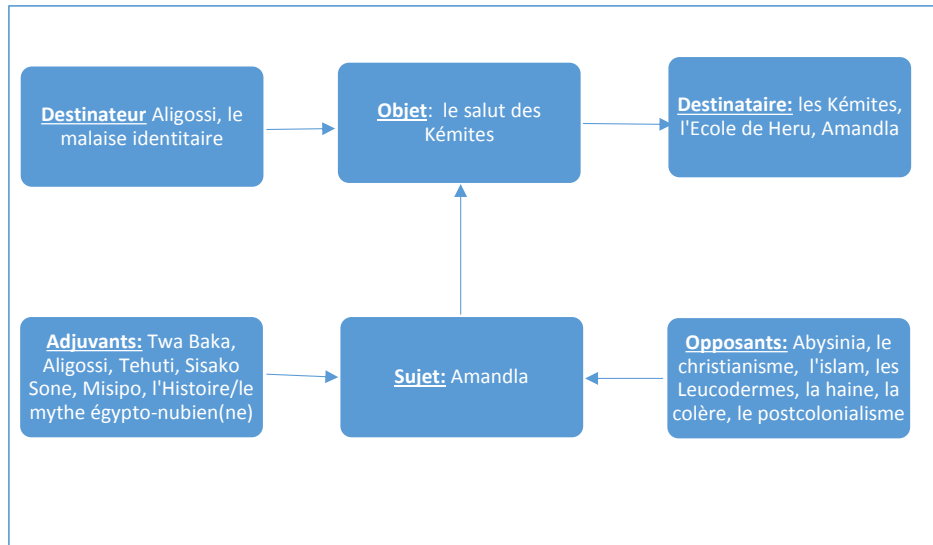 Destinateur Aligossi, le
malaise identitaire
Objet: le salut des
Kémites
Destinataire: les Kémites,
l'Ecole de Heru, Amandla
Adjuvants: Twa Baka,
Aligossi, Tehuti, Sisako
Sone, Misipo, l'Histoire/le
mythe égypto-nubien(ne)
Sujet: Amandla
Opposants: Abysinia, le
christianisme, l'islam, les
Leucodermes, la haine, la
colère, le postcolonialisme